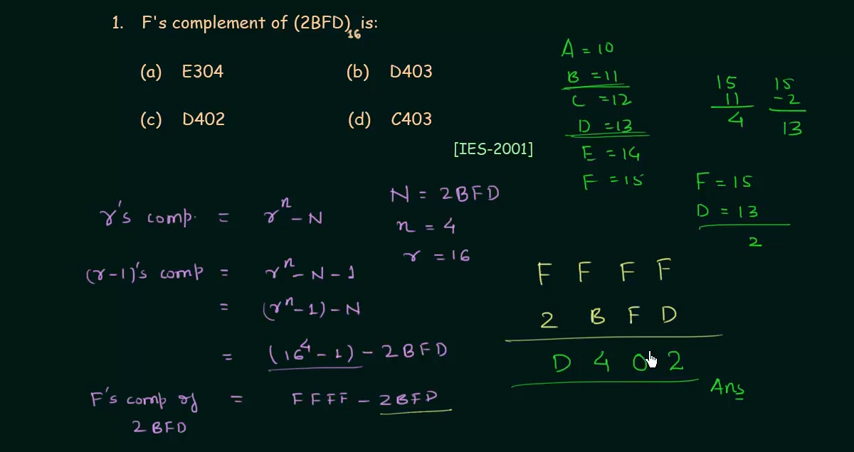 1. F's complement of (2BFD)16 is:
(a) E304 (b) D403
(c) D402 (d) C403
[IES-2001]
A = 10
B = 11
C = 12
D = 13
E = 14
F = 15
15
11
4
15
-2
13
F = 15
D = 13
2
r's comp. = r^n - N
N = 2BFD
n = 4
r = 16
(r-1)'s comp = r^n - N - 1
= (r^n - 1) - N
= (16^4 - 1) - 2BFD
F's comp of = FFFF - 2BFD
2BFD
F F F F
2 B F D
D 4 0 2
Ans